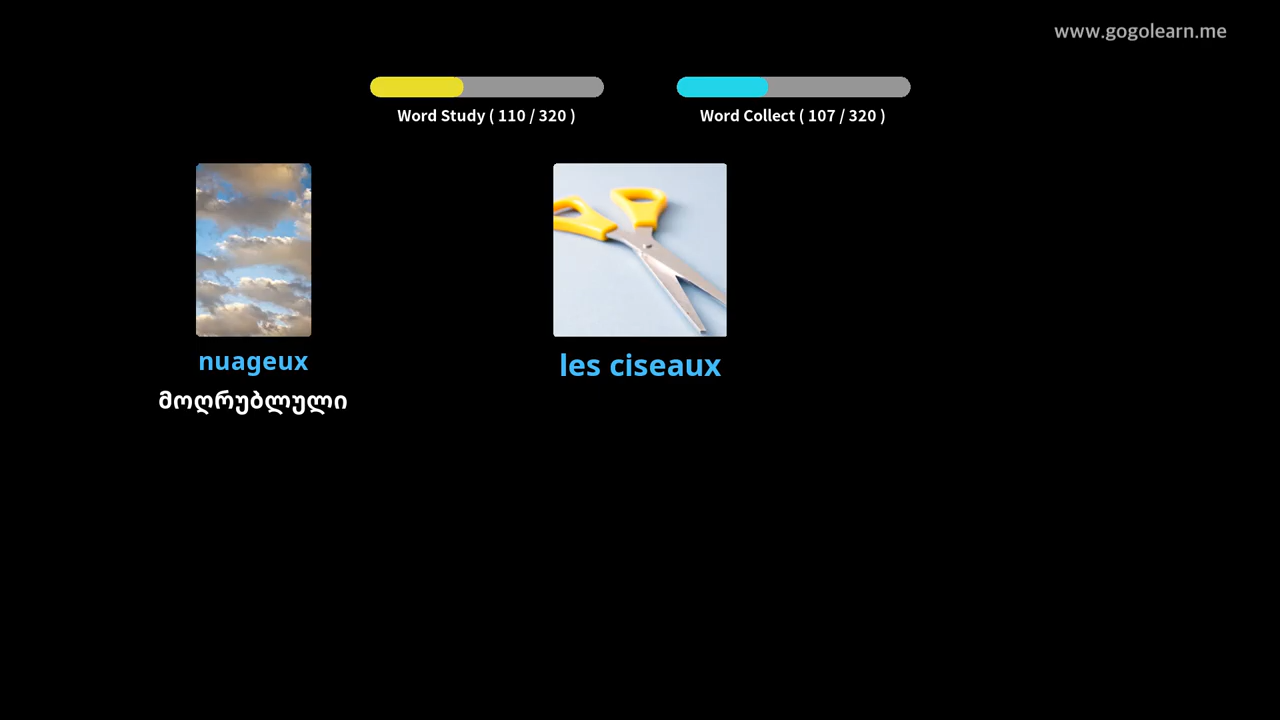 www.gogolearn.me
Word Study ( 110 / 320 )
Word Collect ( 107 / 320 )
nuageux
მოღრუბლული
les ciseaux